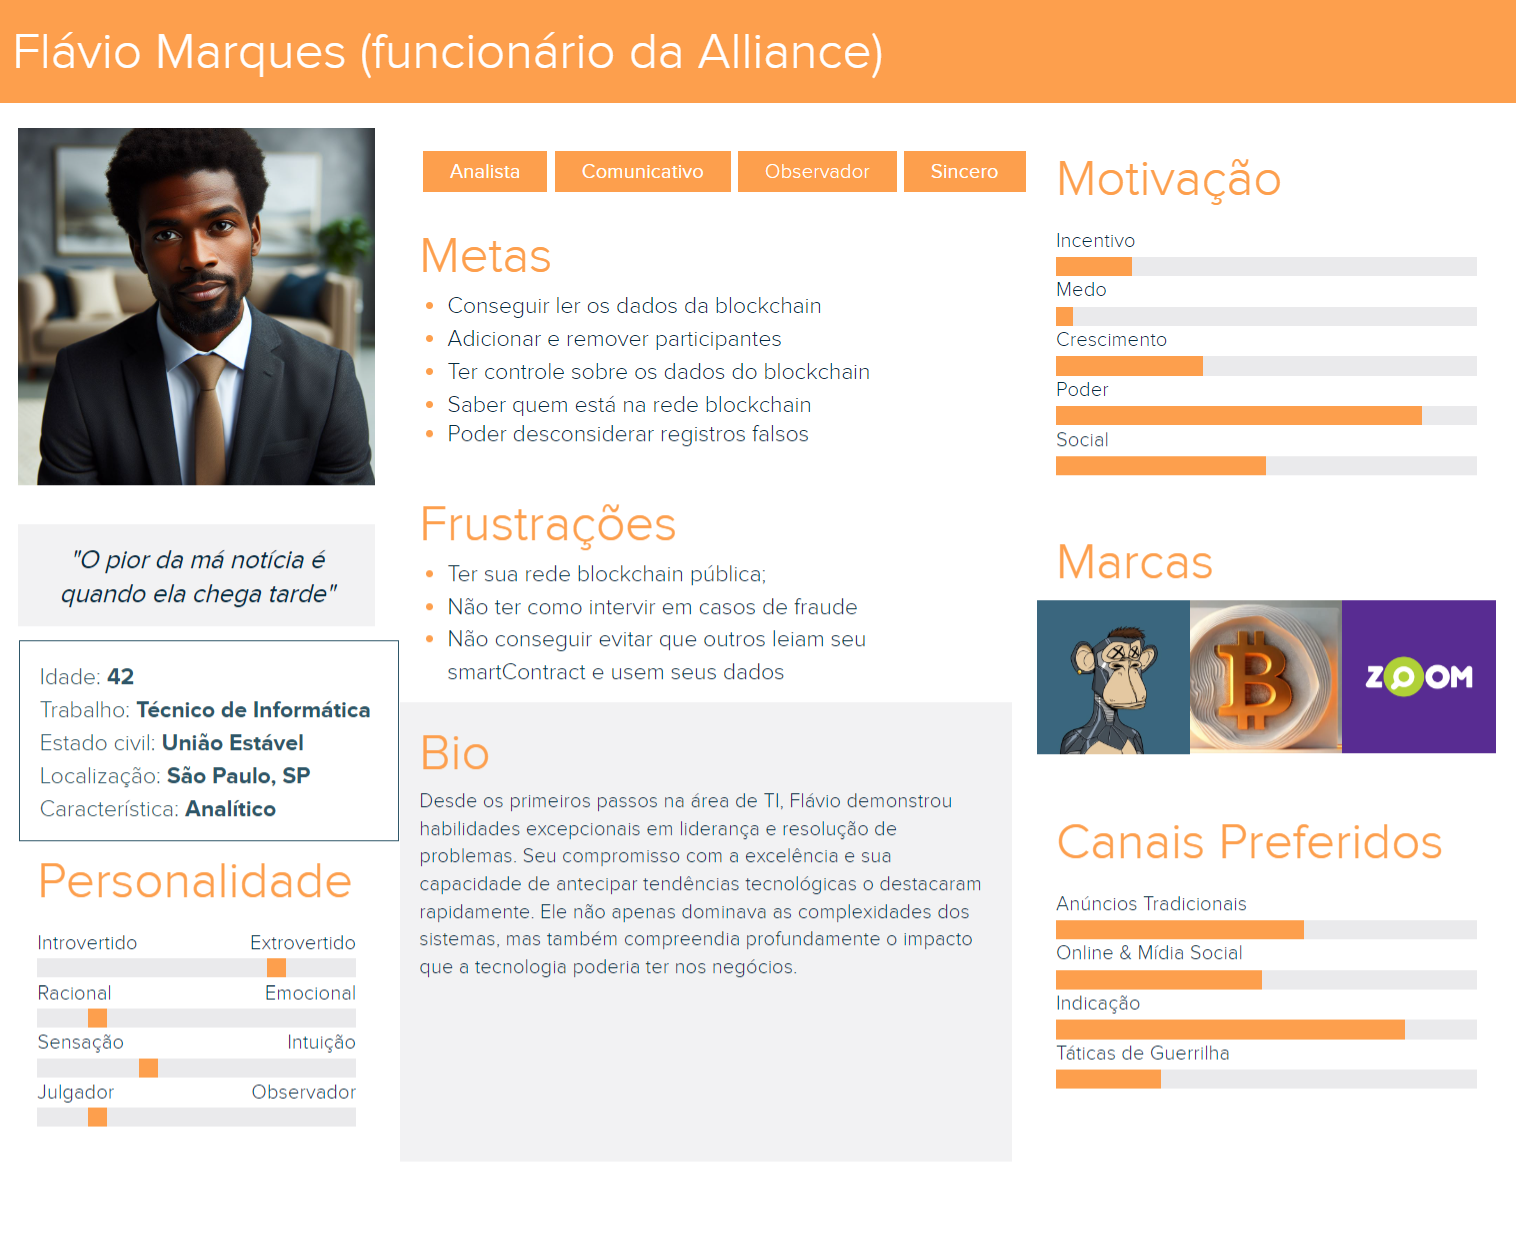 Flávio Marques (funcionário da Alliance)
"O pior da má notícia é
quando ela chega tarde"
Idade: 42
Trabalho: Técnico de Informática
Estado civil: União Estável
Localização: São Paulo, SP
Característica: Analítico
Personalidade
Introvertido Extrovertido
Racional Emocional
Sensação Intuição
Julgador Observador
Analista Comunicativo Observador Sincero
Metas
• Conseguir ler os dados da blockchain
• Adicionar e remover participantes
• Ter controle sobre os dados do blockchain
• Saber quem está na rede blockchain
• Poder desconsiderar registros falsos
Frustrações
• Ter sua rede blockchain pública;
• Não ter como intervir em casos de fraude
• Não conseguir evitar que outros leiam seu
smartContract e usem seus dados
Bio
Desde os primeiros passos na área de TI, Flávio demonstrou
habilidades excepcionais em liderança e resolução de
problemas. Seu compromisso com a excelência e sua
capacidade de antecipar tendências tecnológicas o destacaram
rapidamente. Ele não apenas dominava as complexidades dos
sistemas, mas também compreendia profundamente o impacto
que a tecnologia poderia ter nos negócios.
Motivação
Incentivo
Medo
Crescimento
Poder
Social
Marcas
ZOOM
Canais Preferidos
Anúncios Tradicionais
Online & Mídia Social
Indicação
Táticas de Guerrilha